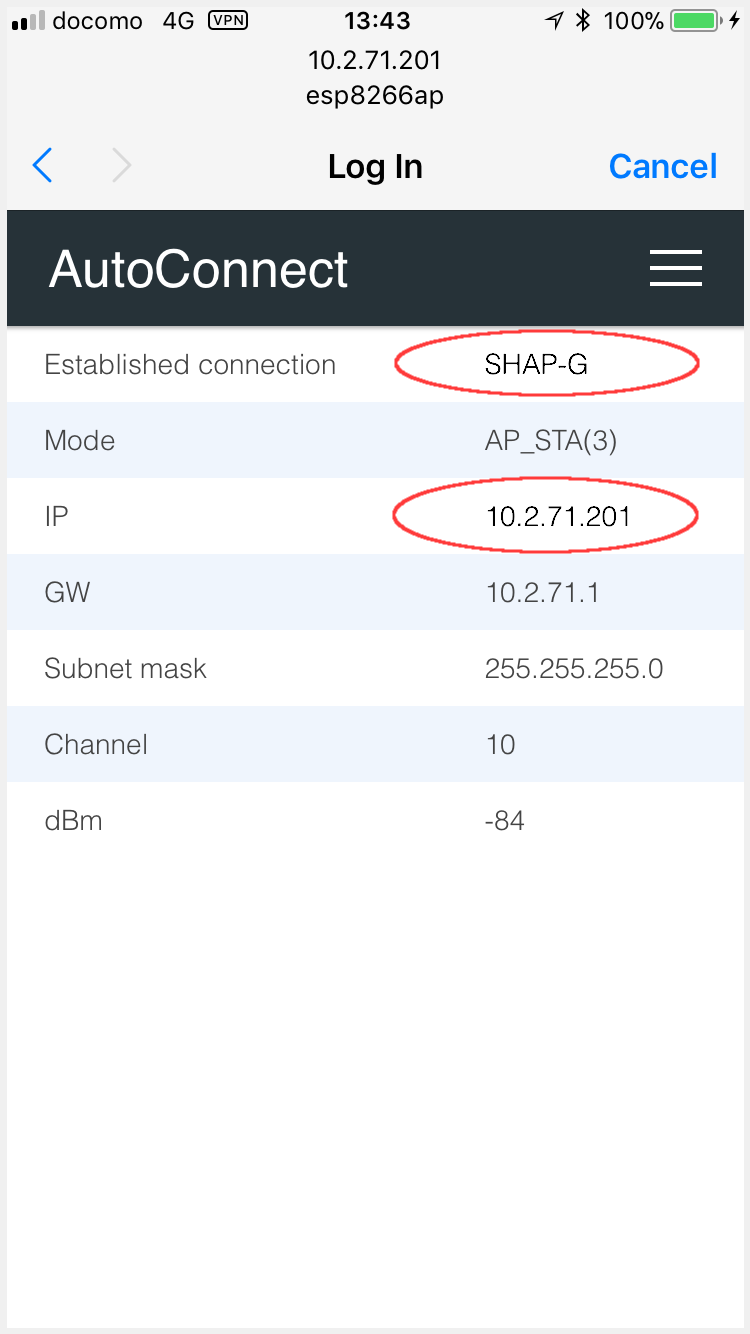 docomo 4G VPN 13:43 100%
10.2.71.201
esp8266ap
Log In Cancel
AutoConnect
Established connection SHAP-G
Mode AP_STA(3)
IP 10.2.71.201
GW 10.2.71.1
Subnet mask 255.255.255.0
Channel 10
dBm -84